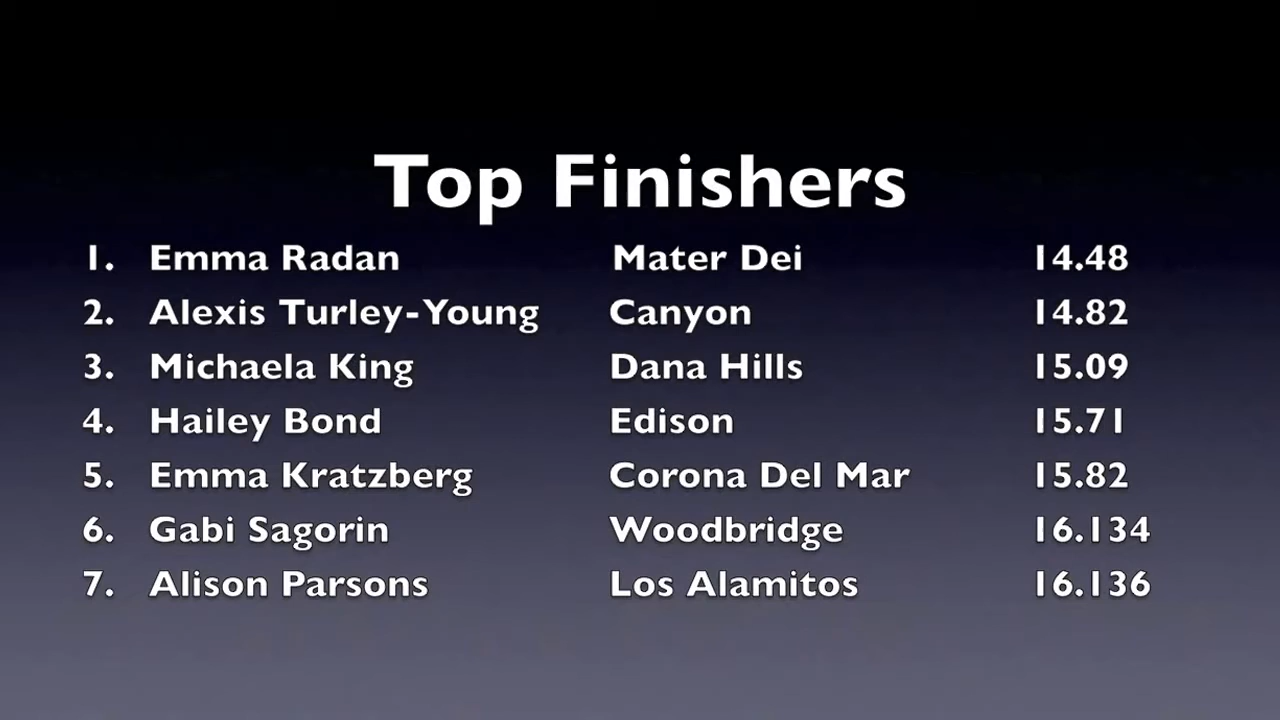 Top Finishers
1. Emma Radan Mater Dei 14.48
2. Alexis Turley-Young Canyon 14.82
3. Michaela King Dana Hills 15.09
4. Hailey Bond Edison 15.71
5. Emma Kratzberg Corona Del Mar 15.82
6. Gabi Sagorin Woodbridge 16.134
7. Alison Parsons Los Alamitos 16.136